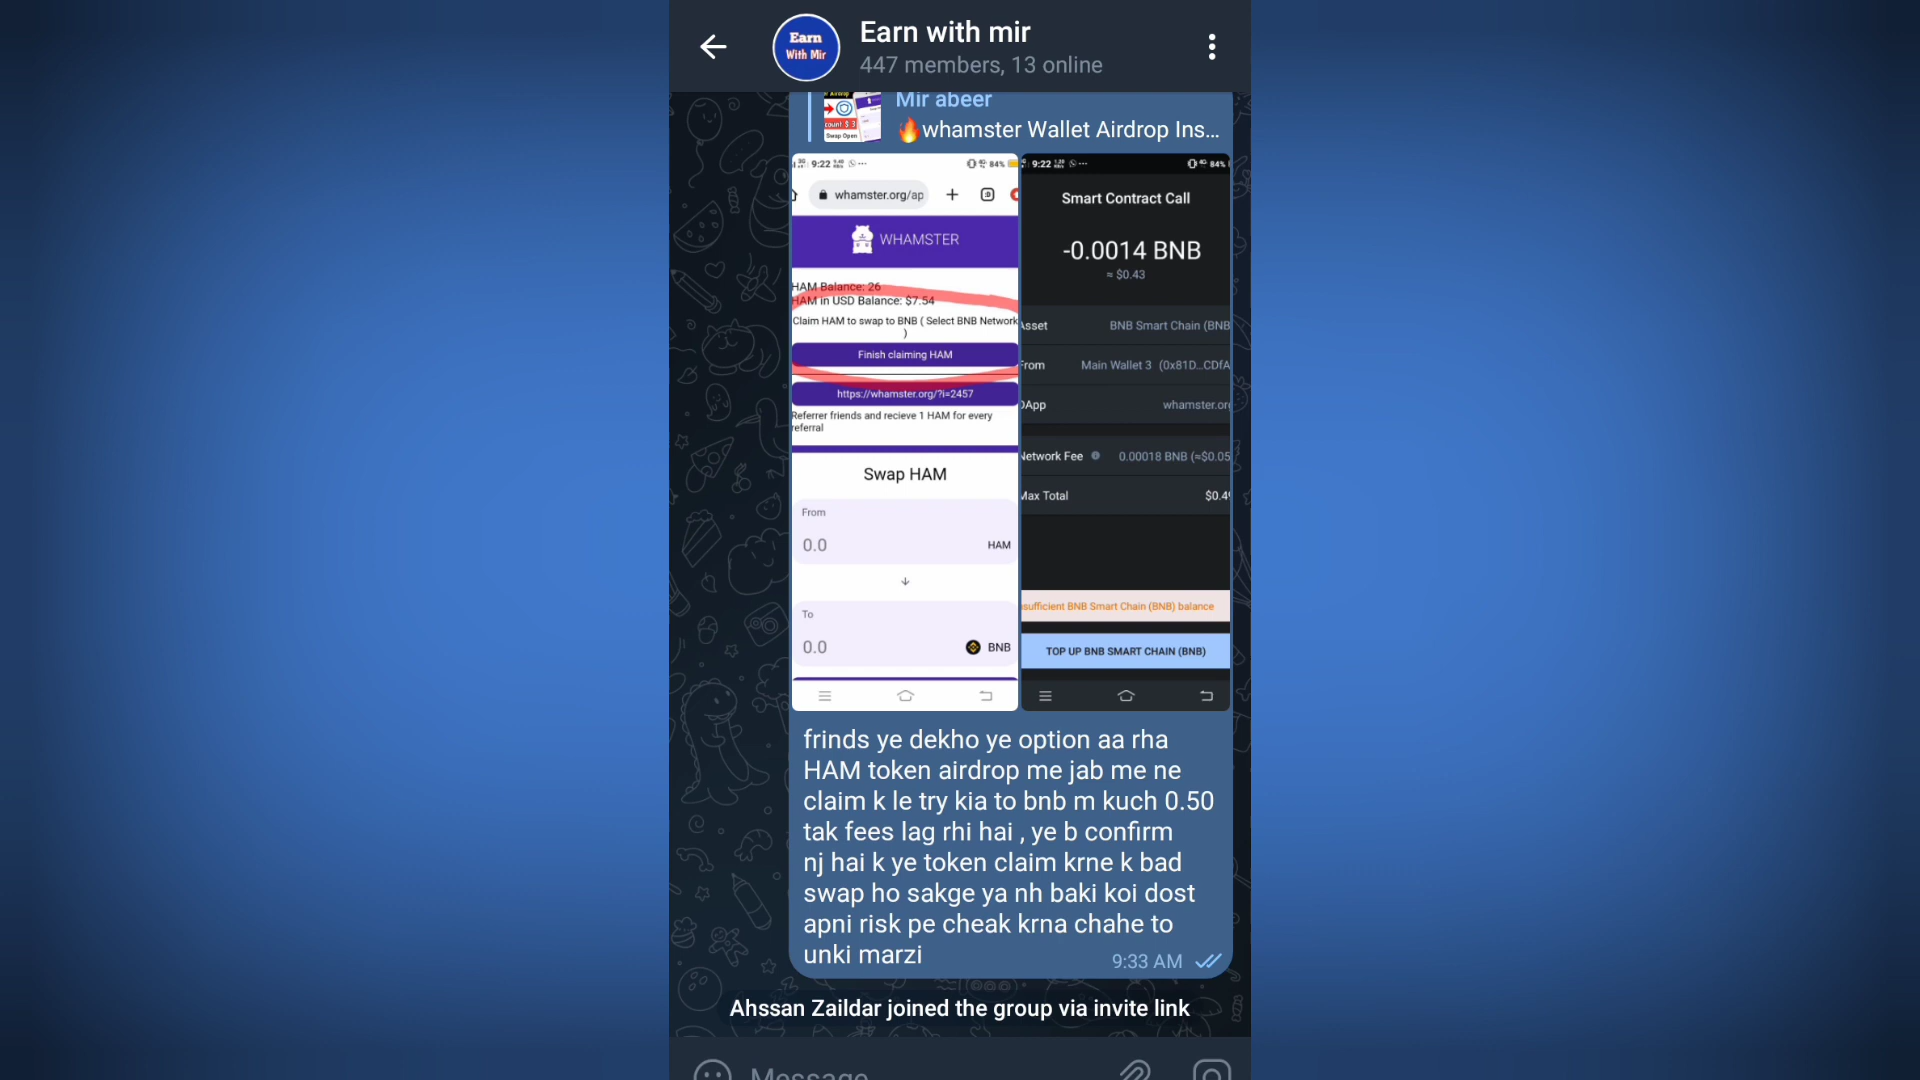 Earn With Mir
Earn with mir
447 members, 13 online
Mir abeer
🔥whamster Wallet Airdrop Ins...
count $ 3
Swap Open
9:22
84%
whamster.org/ap
WHAMSTER
HAM Balance: 26
HAM in USD Balance: $7.54
Claim HAM to swap to BNB ( Select BNB Network
)
Finish claiming HAM
https://whamster.org/?i=2457
Referrer friends and recieve 1 HAM for every
referral
Swap HAM
From
0.0
HAM
To
0.0
BNB
9:22
84%
Smart Contract Call
-0.0014 BNB
≈ $0.43
Asset BNB Smart Chain (BNB
From Main Wallet 3 (0x81D...CDfA
DApp whamster.or
Network Fee 0.00018 BNB (≈$0.05
Max Total $0.4
sufficient BNB Smart Chain (BNB) balance
TOP UP BNB SMART CHAIN (BNB)
frinds ye dekho ye option aa rha
HAM token airdrop me jab me ne
claim k le try kia to bnb m kuch 0.50
tak fees lag rhi hai , ye b confirm
nj hai k ye token claim krne k bad
swap ho sakge ya nh baki koi dost
apni risk pe cheak krna chahe to
unki marzi
9:33 AM
Ahssan Zaildar joined the group via invite link
Message